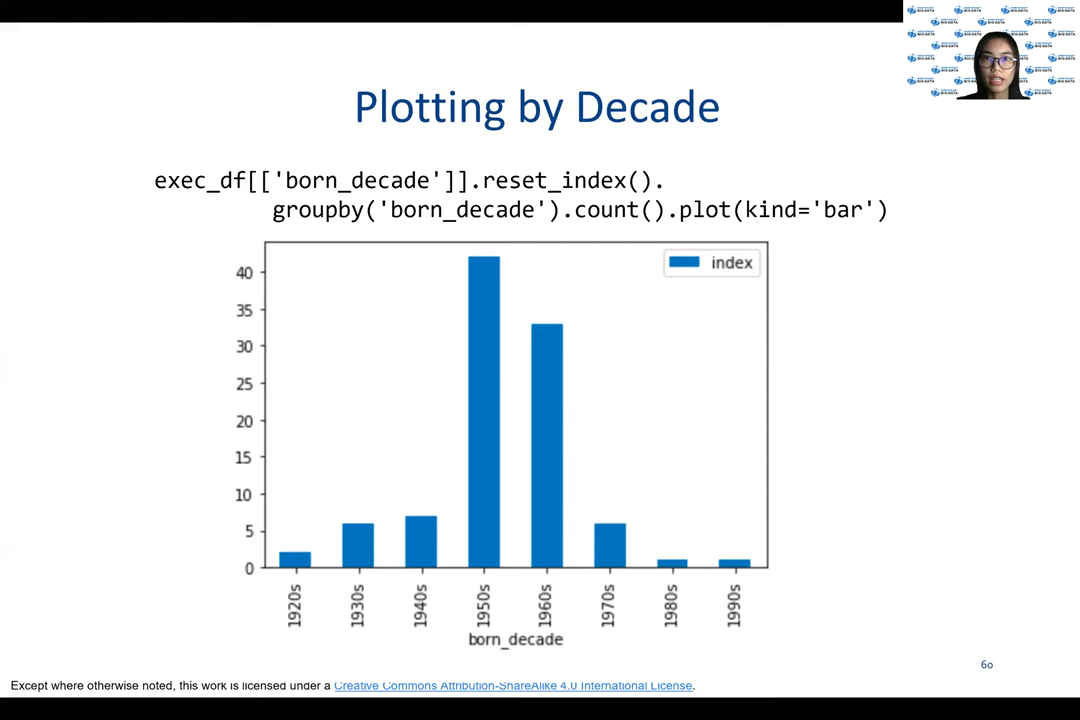 Plotting by Decade
exec_df[['born_decade']].reset_index().
groupby('born_decade').count().plot(kind='bar')
index
40
35
30
25
20
15
10
5
0
1920s
1930s
1940s
1950s
1960s
1970s
1980s
1990s
born_decade
60
Except where otherwise noted, this work is licensed under a Creative Commons Attribution-ShareAlike 4.0 International License.